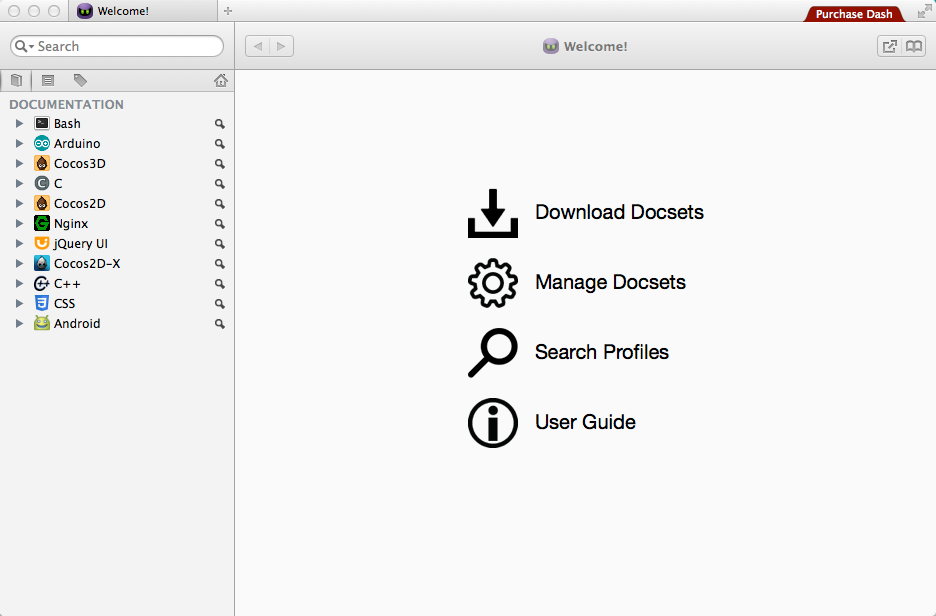 Welcome!
Purchase Dash
Search
Welcome!
DOCUMENTATION
Bash
Arduino
Cocos3D
C
Cocos2D
Nginx
jQuery UI
Cocos2D-X
C++
CSS
Android
Download Docsets
Manage Docsets
Search Profiles
User Guide